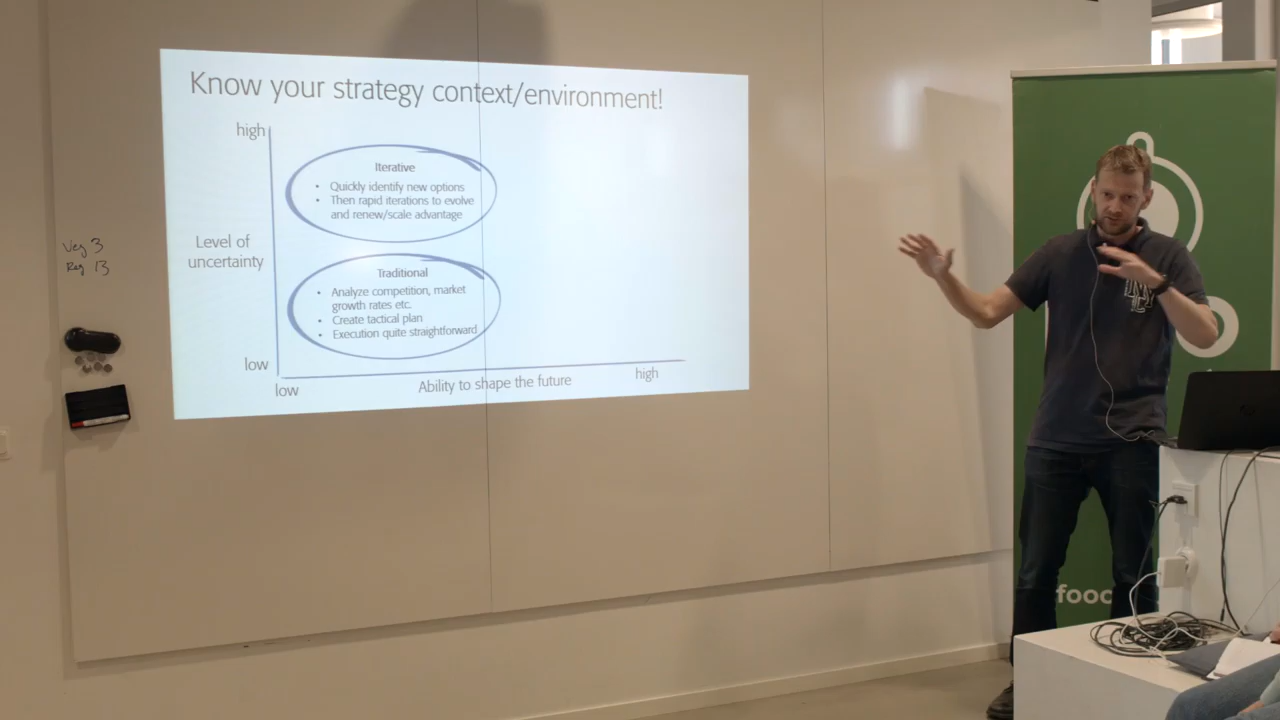 Know your strategy context/environment!
high
Iterative
• Quickly identify new options
• Then rapid iterations to evolve
and renew/scale advantage
Level of
uncertainty
Traditional
• Analyze competition, market
growth rates etc.
• Create tactical plan
• Execution quite straightforward
low
low
Ability to shape the future
high
Veg 3
Reg 13
fooc